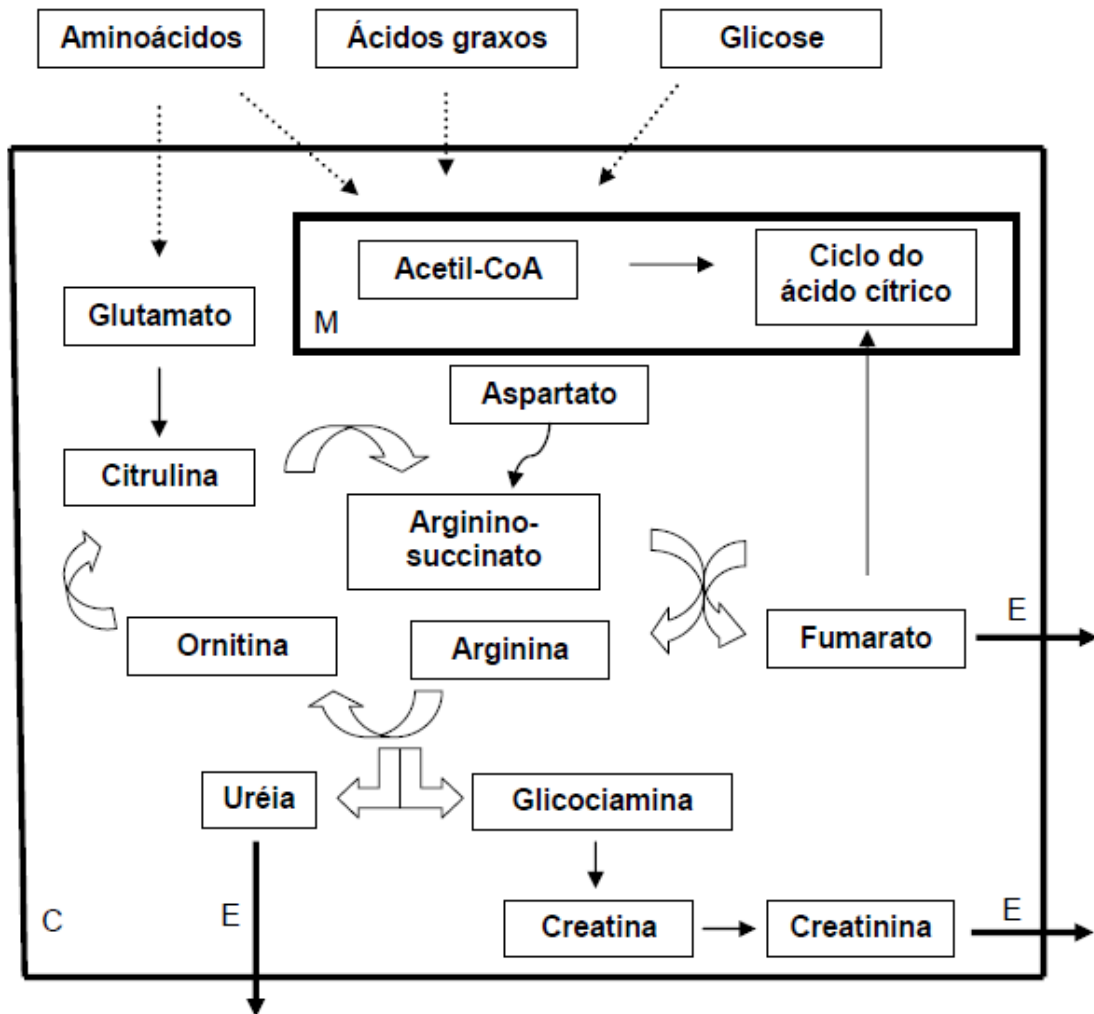 Aminoácidos
Ácidos graxos
Glicose
Acetil-CoA
Ciclo do
ácido cítrico
M
Glutamato
Aspartato
Citrulina
Arginino-
succinato
Ornitina
Arginina
Fumarato
E
Uréia
Glicociamina
C
E
Creatina
Creatinina
E